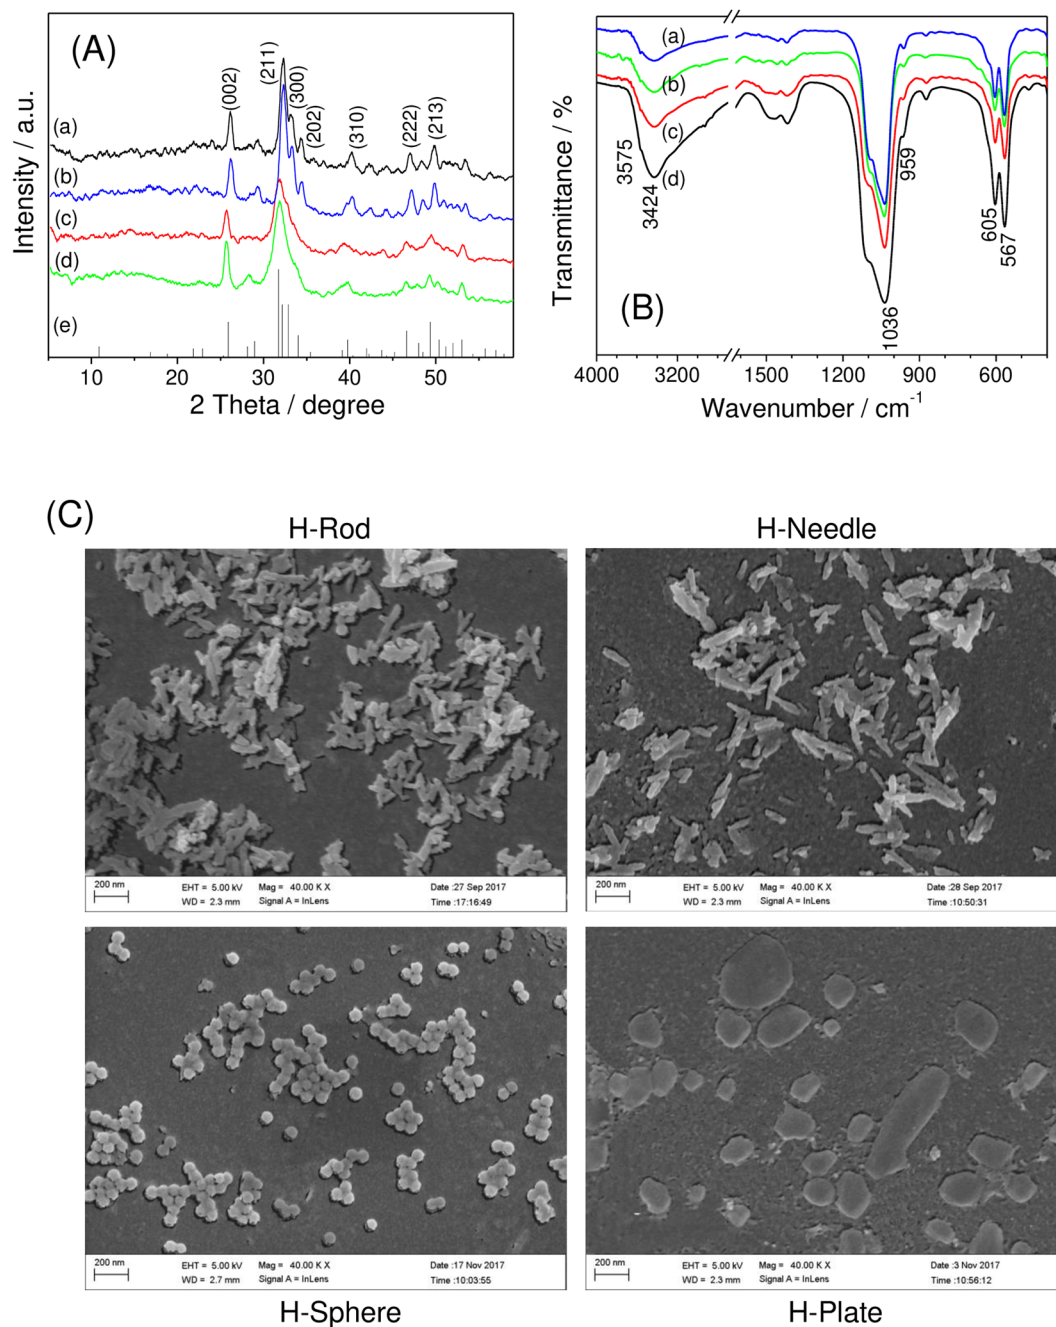 (A)
(002)
(211)
(300)
(202)
(310)
(222)
(213)
(a)
(b)
(c)
(d)
(e)
Intensity / a.u.
10 20 30 40 50
2 Theta / degree
(a)
(b)
(c)
(d)
3575
3424
959
605
567
1036
(B)
Transmittance / %
4000 3200 1500 1200 900 600
Wavenumber / cm⁻¹
(C)
H-Rod
H-Needle
200 nm EHT = 5.00 kV Mag = 40.00 K X Date :27 Sep 2017
WD = 2.3 mm Signal A = InLens Time :17:16:49
200 nm EHT = 5.00 kV Mag = 40.00 K X Date :28 Sep 2017
WD = 2.3 mm Signal A = InLens Time :10:50:31
200 nm EHT = 5.00 kV Mag = 40.00 K X Date :17 Nov 2017
WD = 2.7 mm Signal A = InLens Time :10:03:55
200 nm EHT = 5.00 kV Mag = 40.00 K X Date :3 Nov 2017
WD = 2.3 mm Signal A = InLens Time :10:56:12
H-Sphere
H-Plate